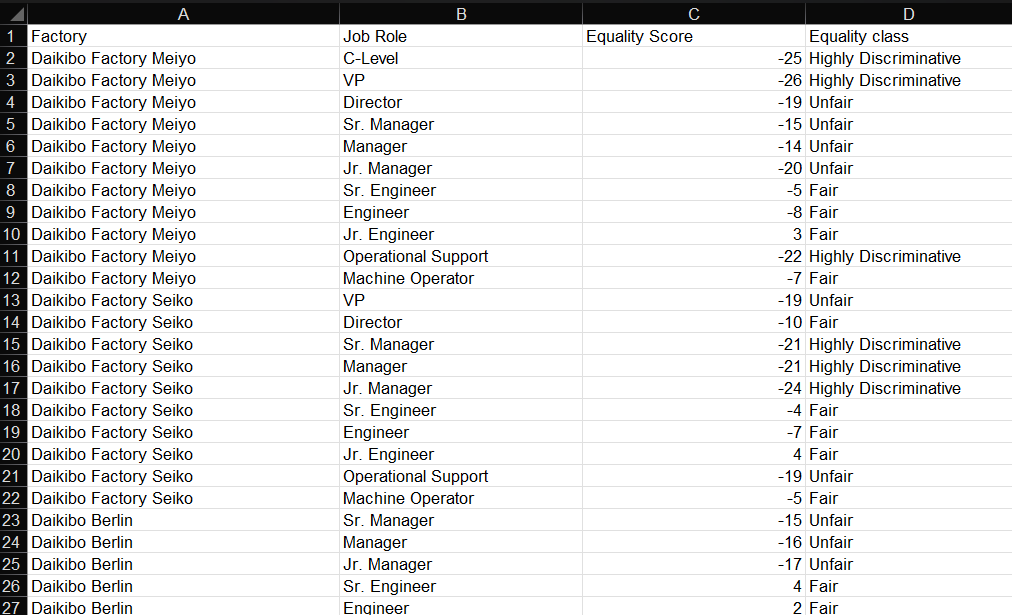 A B C D
1 Factory Job Role Equality Score Equality class
2 Daikibo Factory Meiyo C-Level -25 Highly Discriminative
3 Daikibo Factory Meiyo VP -26 Highly Discriminative
4 Daikibo Factory Meiyo Director -19 Unfair
5 Daikibo Factory Meiyo Sr. Manager -15 Unfair
6 Daikibo Factory Meiyo Manager -14 Unfair
7 Daikibo Factory Meiyo Jr. Manager -20 Unfair
8 Daikibo Factory Meiyo Sr. Engineer -5 Fair
9 Daikibo Factory Meiyo Engineer -8 Fair
10 Daikibo Factory Meiyo Jr. Engineer 3 Fair
11 Daikibo Factory Meiyo Operational Support -22 Highly Discriminative
12 Daikibo Factory Meiyo Machine Operator -7 Fair
13 Daikibo Factory Seiko VP -19 Unfair
14 Daikibo Factory Seiko Director -10 Fair
15 Daikibo Factory Seiko Sr. Manager -21 Highly Discriminative
16 Daikibo Factory Seiko Manager -21 Highly Discriminative
17 Daikibo Factory Seiko Jr. Manager -24 Highly Discriminative
18 Daikibo Factory Seiko Sr. Engineer -4 Fair
19 Daikibo Factory Seiko Engineer -7 Fair
20 Daikibo Factory Seiko Jr. Engineer 4 Fair
21 Daikibo Factory Seiko Operational Support -19 Unfair
22 Daikibo Factory Seiko Machine Operator -5 Fair
23 Daikibo Berlin Sr. Manager -15 Unfair
24 Daikibo Berlin Manager -16 Unfair
25 Daikibo Berlin Jr. Manager -17 Unfair
26 Daikibo Berlin Sr. Engineer 4 Fair
27 Daikibo Berlin Engineer 2 Fair